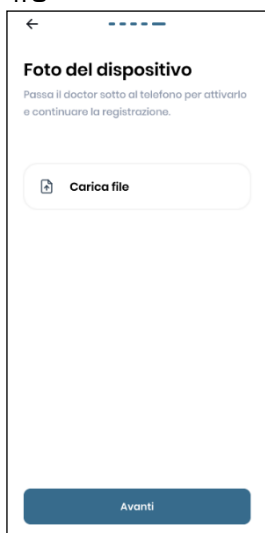 Foto del dispositivo
Passa il doctor sotto al telefono per attivarlo
e continuare la registrazione.
Carica file
Avanti